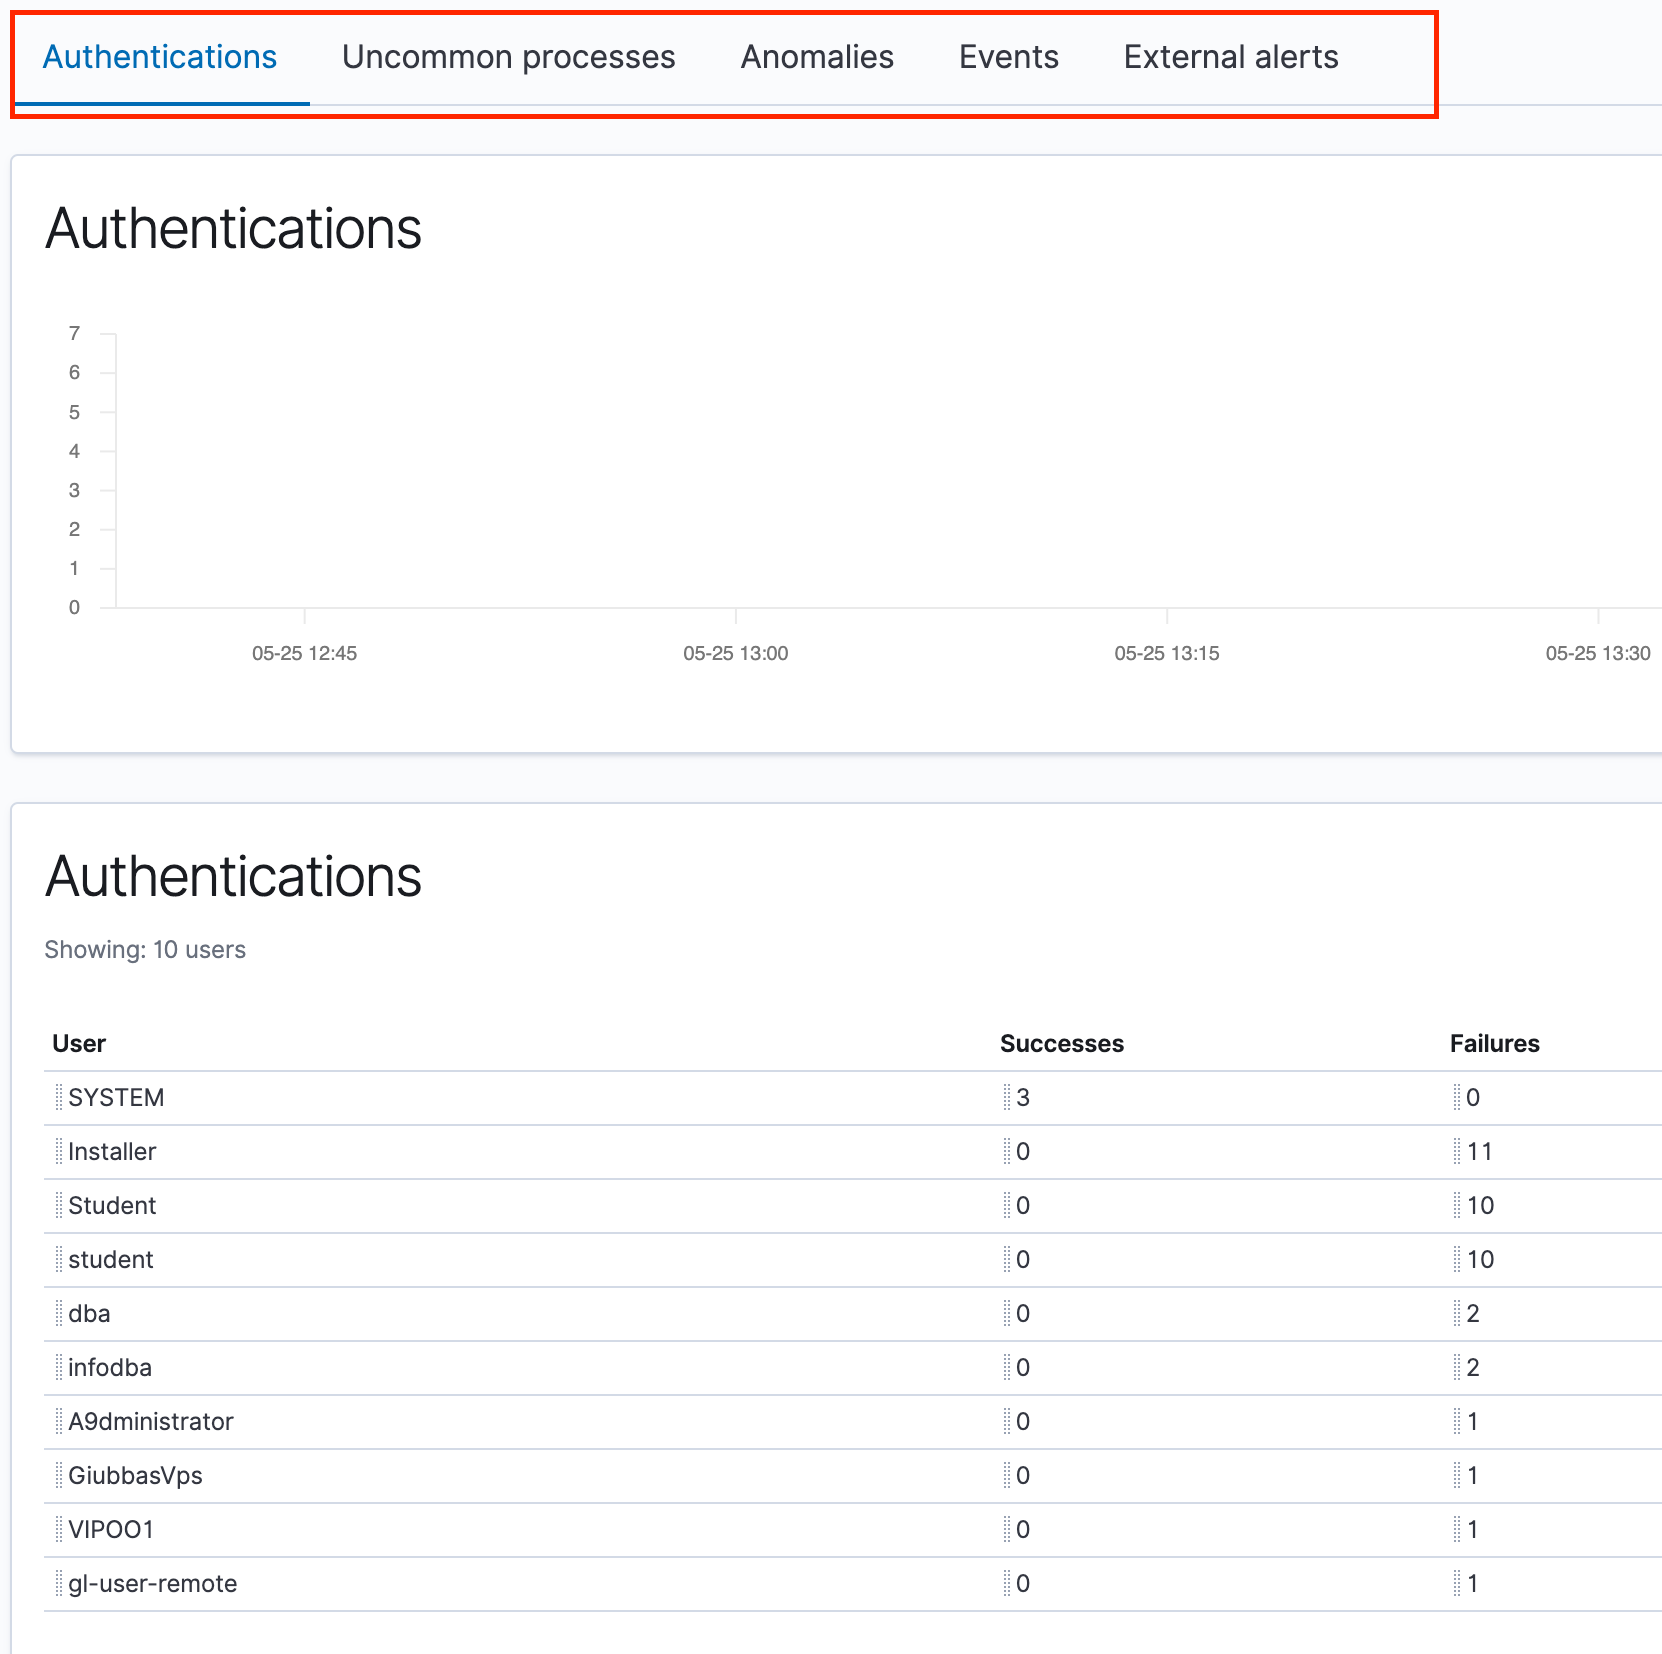 Authentications Uncommon processes Anomalies Events External alerts
Authentications
7
6
5
4
3
2
1
0
05-25 12:45 05-25 13:00 05-25 13:15 05-25 13:30
Authentications
Showing: 10 users
User Successes Failures
SYSTEM 3 0
Installer 0 11
Student 0 10
student 0 10
dba 0 2
infodba 0 2
A9dministrator 0 1
GiubbasVps 0 1
VIPOO1 0 1
gl-user-remote 0 1